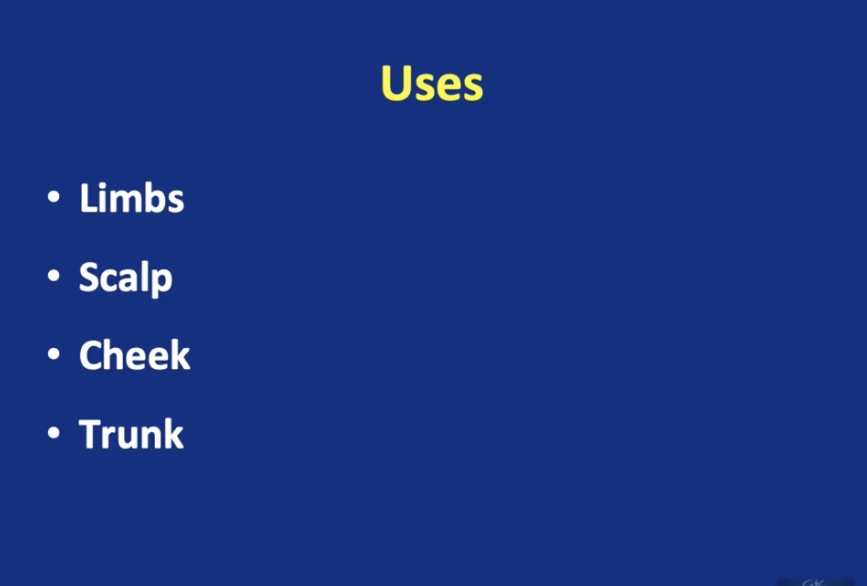 Uses
• Limbs
• Scalp
• Cheek
• Trunk